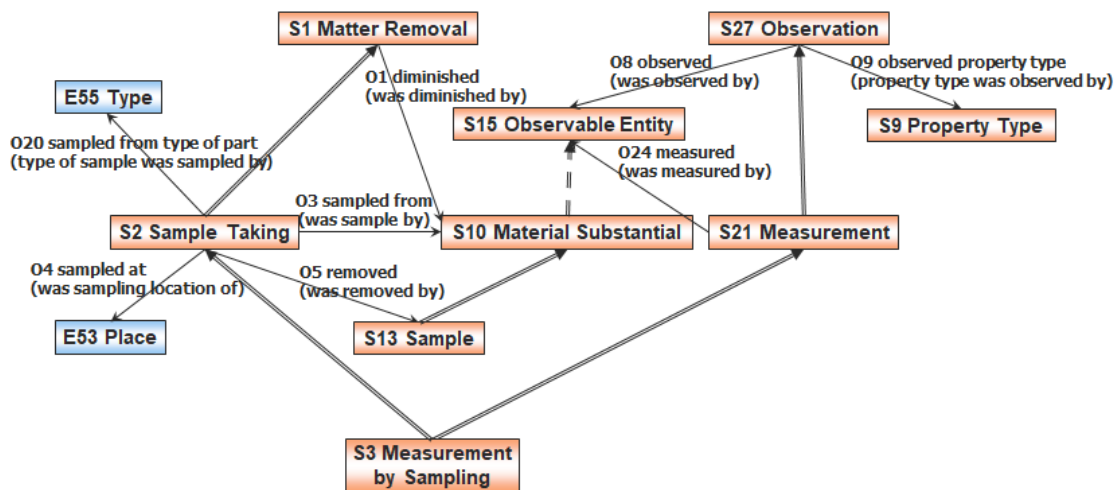 S1 Matter Removal
S27 Observation
O1 diminished
(was diminished by)
O8 observed
(was observed by)
O9 observed property type
(property type was observed by)
E55 Type
S15 Observable Entity
S9 Property Type
O20 sampled from type of part
(type of sample was sampled by)
O24 measured
(was measured by)
O3 sampled from
(was sample by)
S2 Sample Taking
S10 Material Substantial
S21 Measurement
O4 sampled at
(was sampling location of)
O5 removed
(was removed by)
E53 Place
S13 Sample
S3 Measurement
by Sampling